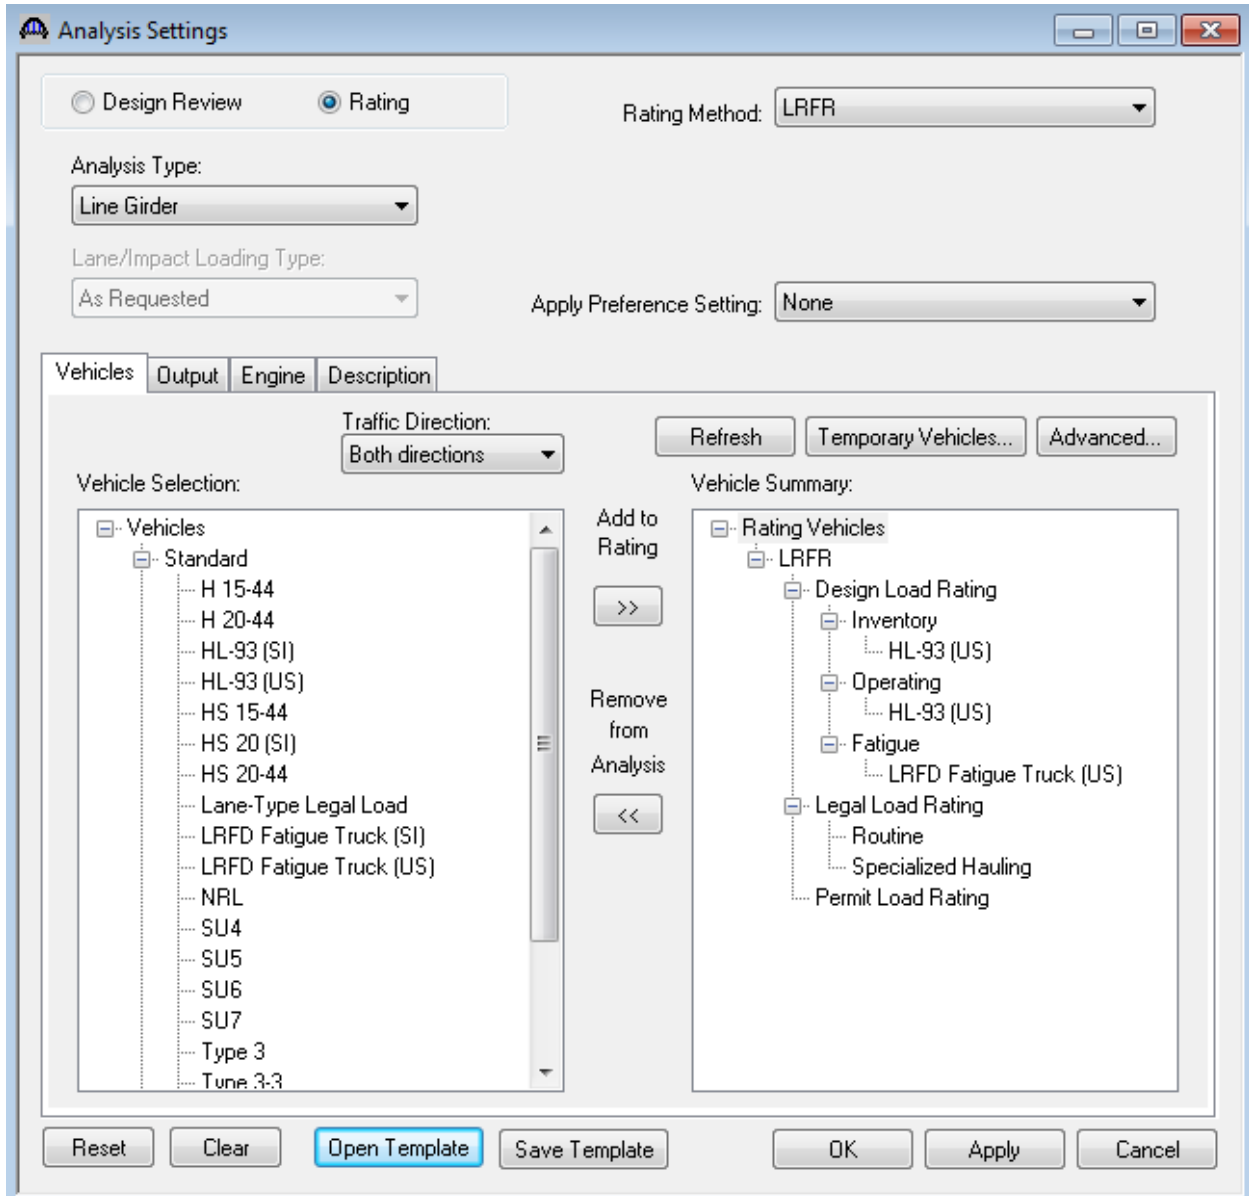 Analysis Settings
Design Review
Rating
Rating Method:
LRFR
Analysis Type:
Line Girder
Lane/Impact Loading Type:
As Requested
Apply Preference Setting:
None
Vehicles
Output
Engine
Description
Traffic Direction:
Both directions
Refresh
Temporary Vehicles...
Advanced...
Vehicle Selection:
Vehicles
Standard
H 15-44
H 20-44
HL-93 (SI)
HL-93 (US)
HS 15-44
HS 20 (SI)
HS 20-44
Lane-Type Legal Load
LRFD Fatigue Truck (SI)
LRFD Fatigue Truck (US)
NRL
SU4
SU5
SU6
SU7
Type 3
Type 3-3
Add to
Rating
>>
Remove
from
Analysis
<<
Vehicle Summary:
Rating Vehicles
LRFR
Design Load Rating
Inventory
HL-93 (US)
Operating
HL-93 (US)
Fatigue
LRFD Fatigue Truck (US)
Legal Load Rating
Routine
Specialized Hauling
Permit Load Rating
Reset
Clear
Open Template
Save Template
OK
Apply
Cancel